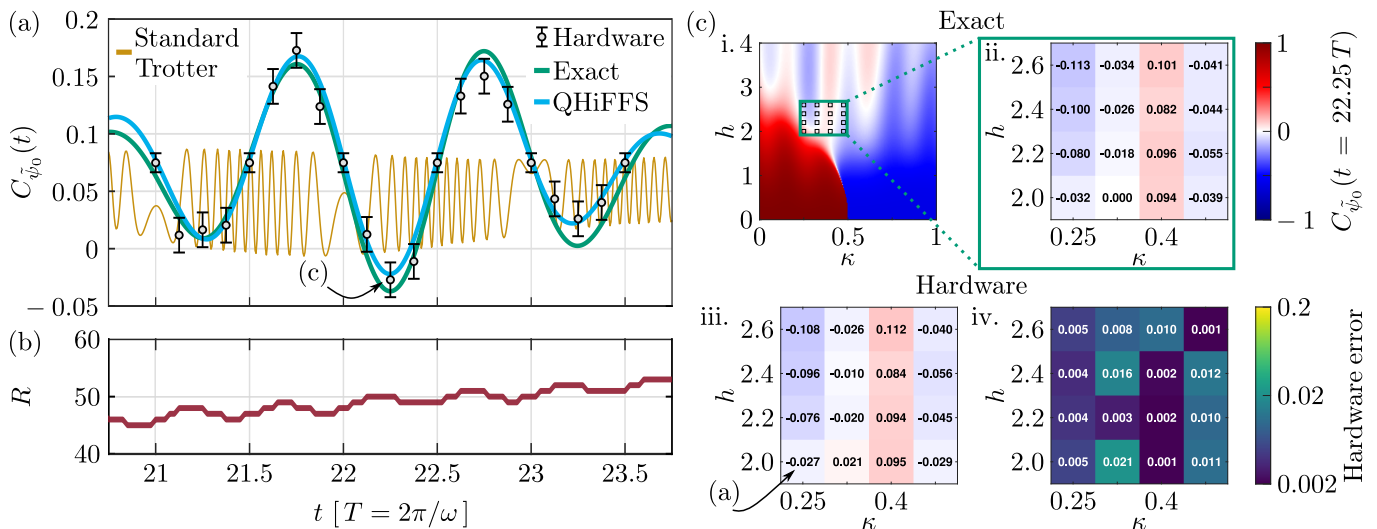 (a)
0.2
0.15
0.1
0.05
0
− 0.05
C_{ψ̃_0}(t)
Standard
Trotter
Hardware
Exact
QHiFFS
(c)
(b)
60
50
40
R
21 21.5 22 22.5 23 23.5
t [T = 2π/ω]
(c)
Exact
i.
4
3
2
1
0
h
0 0.5 1
κ
ii.
2.6 -0.113 -0.034 0.101 -0.041
2.4 -0.100 -0.026 0.082 -0.044
2.2 -0.080 -0.018 0.096 -0.055
2.0 -0.032 0.000 0.094 -0.039
h
0.25 0.4
κ
1
0
− 1
C_{ψ̃_0}(t = 22.25 T)
Hardware
iii.
2.6 -0.108 -0.026 0.112 -0.040
2.4 -0.096 -0.010 0.084 -0.056
2.2 -0.076 -0.020 0.094 -0.045
2.0 -0.027 0.021 0.095 -0.029
h
(a)
0.25 0.4
κ
iv.
2.6 0.005 0.008 0.010 0.001
2.4 0.004 0.016 0.002 0.012
2.2 0.004 0.003 0.002 0.010
2.0 0.005 0.021 0.001 0.011
h
0.25 0.4
κ
0.2
0.02
0.002
Hardware error